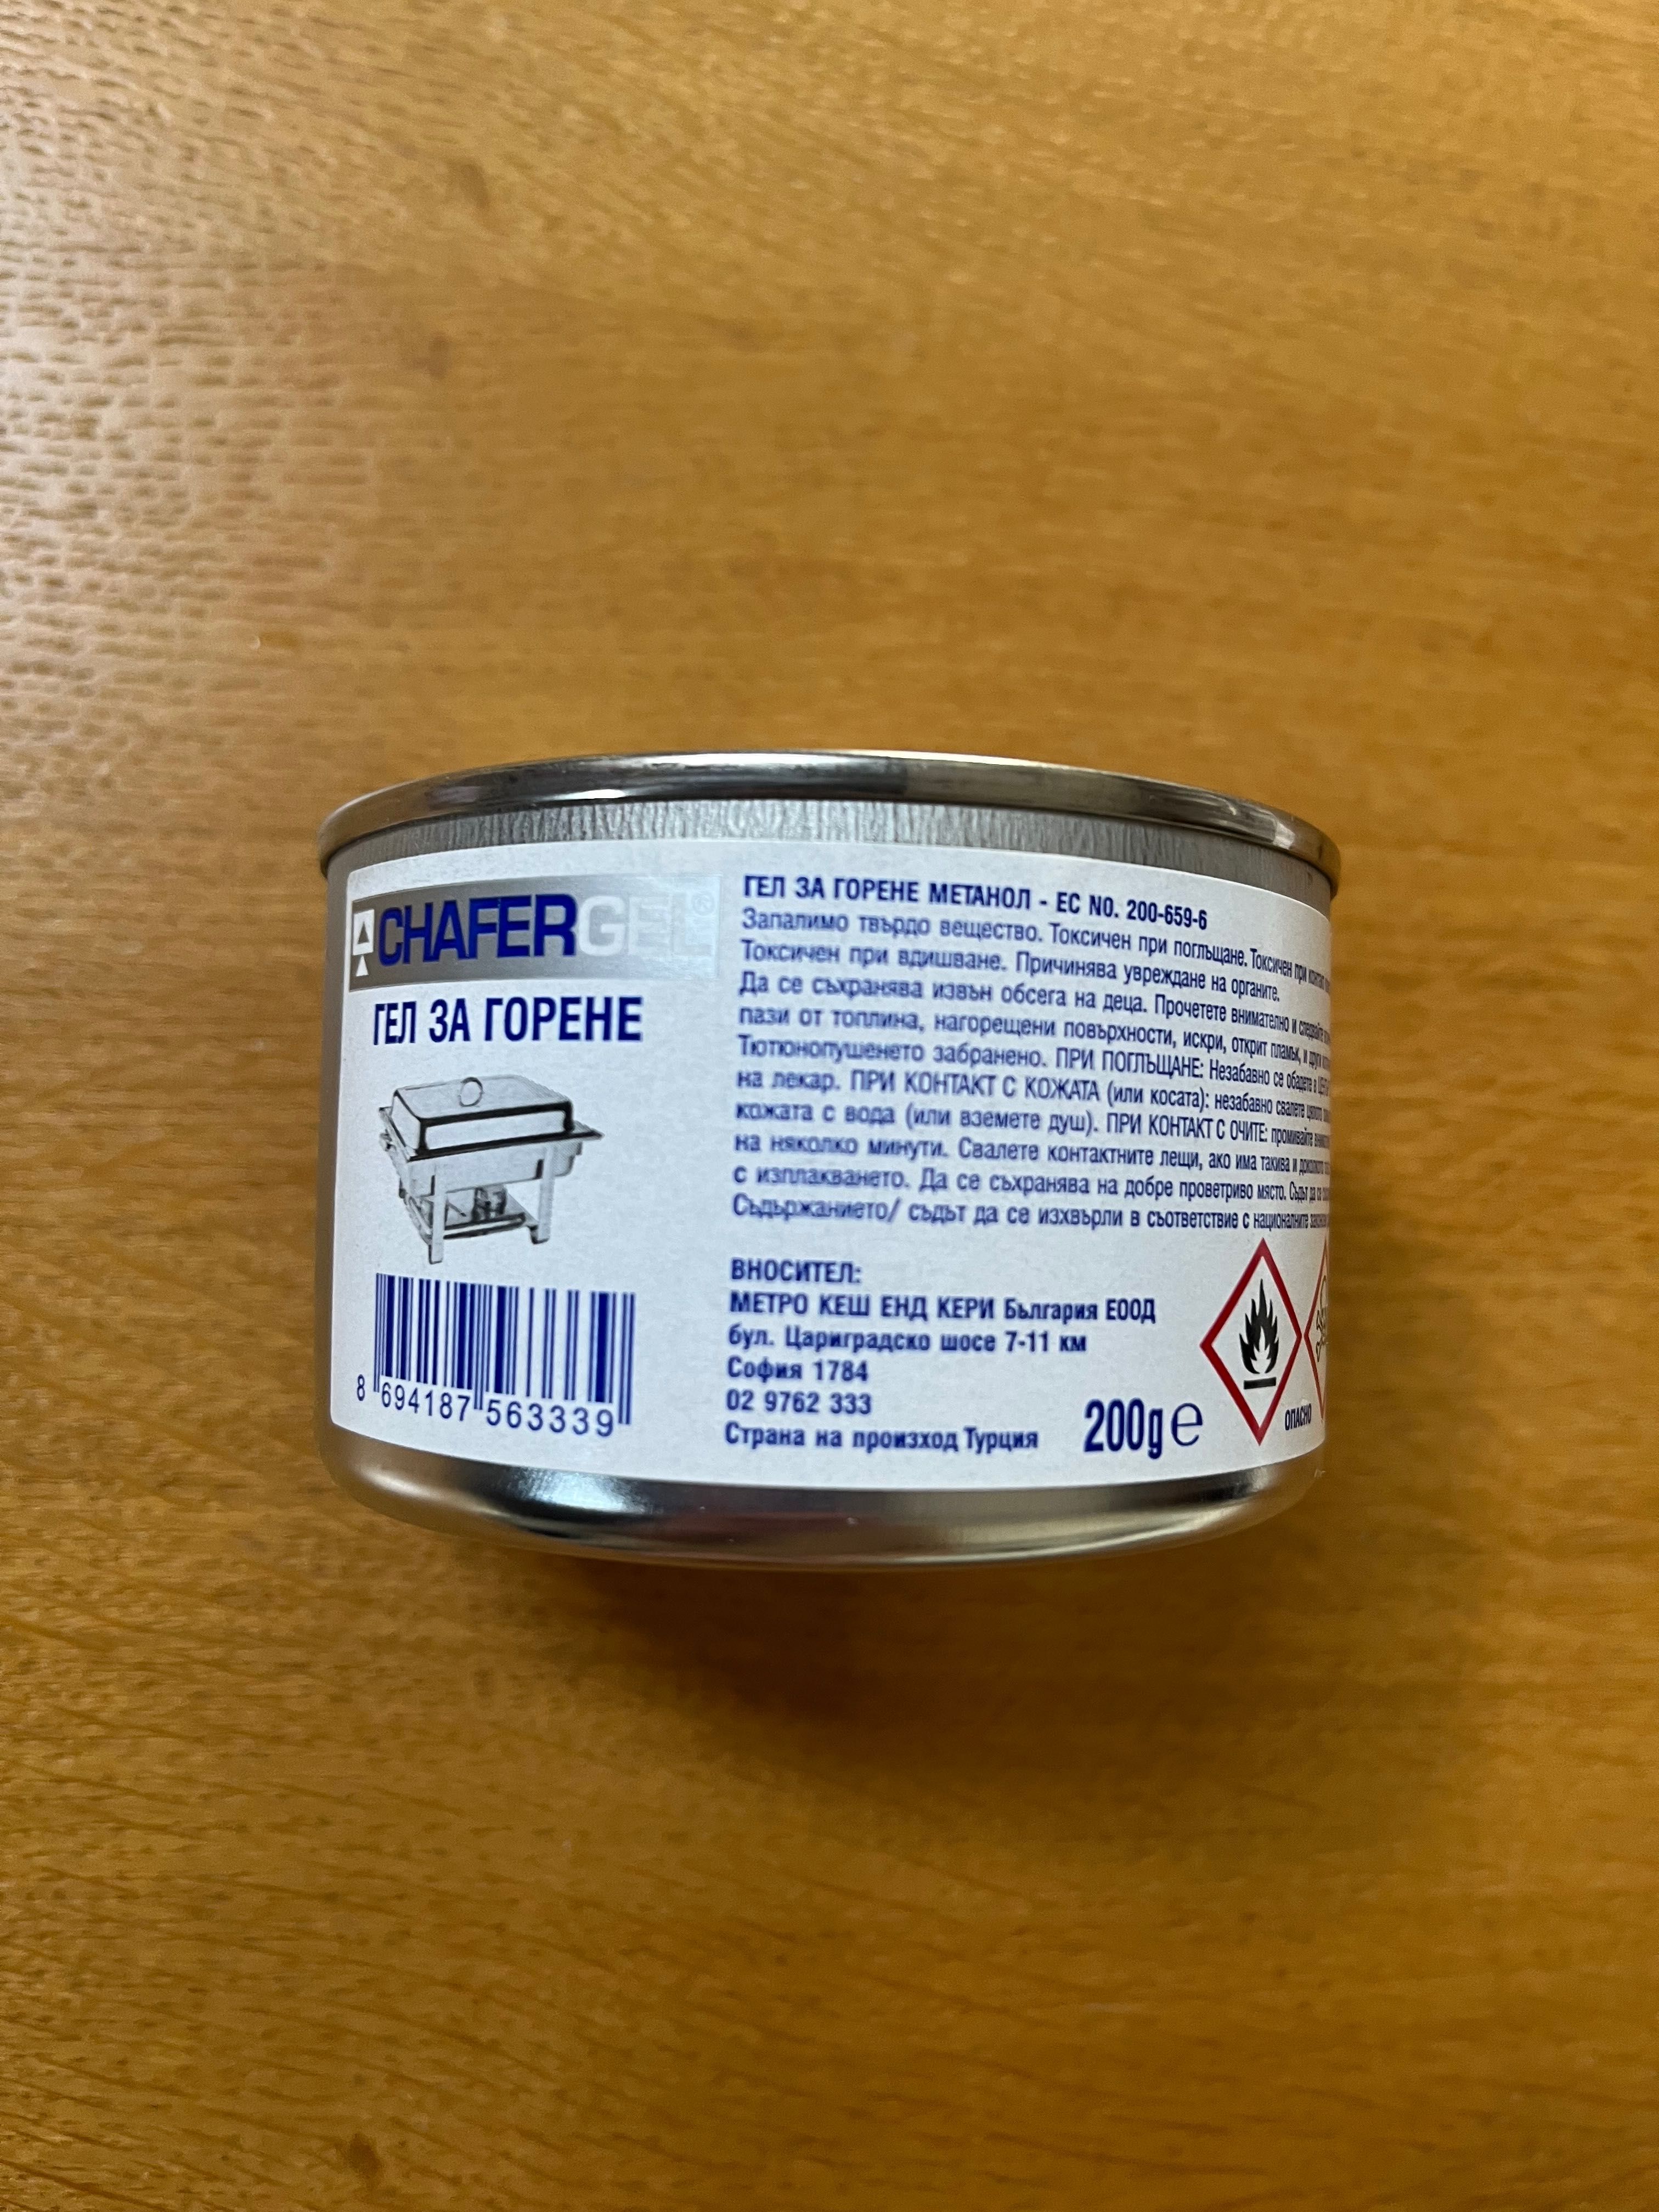 CHAFERGEL®
ГЕЛ ЗА ГОРЕНЕ
8 694187 563339
ГЕЛ ЗА ГОРЕНЕ МЕТАНОЛ - EC NO. 200-659-6
Запалимо твърдо вещество. Токсичен при поглъщане. Токсичен при контакт
Токсичен при вдишване. Причинява увреждане на органите.
Да се съхранява извън обсега на деца. Прочетете внимателно и следвайте
пази от топлина, нагорещени повърхности, искри, открит пламък, и други
Тютюнопушенето забранено. ПРИ ПОГЛЪЩАНЕ: Незабавно се обадете в
на лекар. ПРИ КОНТАКТ С КОЖАТА (или косата): незабавно свалете цялото
кожата с вода (или вземете душ). ПРИ КОНТАКТ С ОЧИТЕ: промивайте
на няколко минути. Свалете контактните лещи, ако има такива и доколкото
с изплакването. Да се съхранява на добре проветриво място. Съдът да се
Съдържанието/ съдът да се изхвърли в съответствие с националните
ВНОСИТЕЛ:
МЕТРО КЕШ ЕНД КЕРИ България ЕООД
бул. Цариградско шосе 7-11 км
София 1784
02 9762 333
Страна на произход Турция
200g e
ОПАСНО